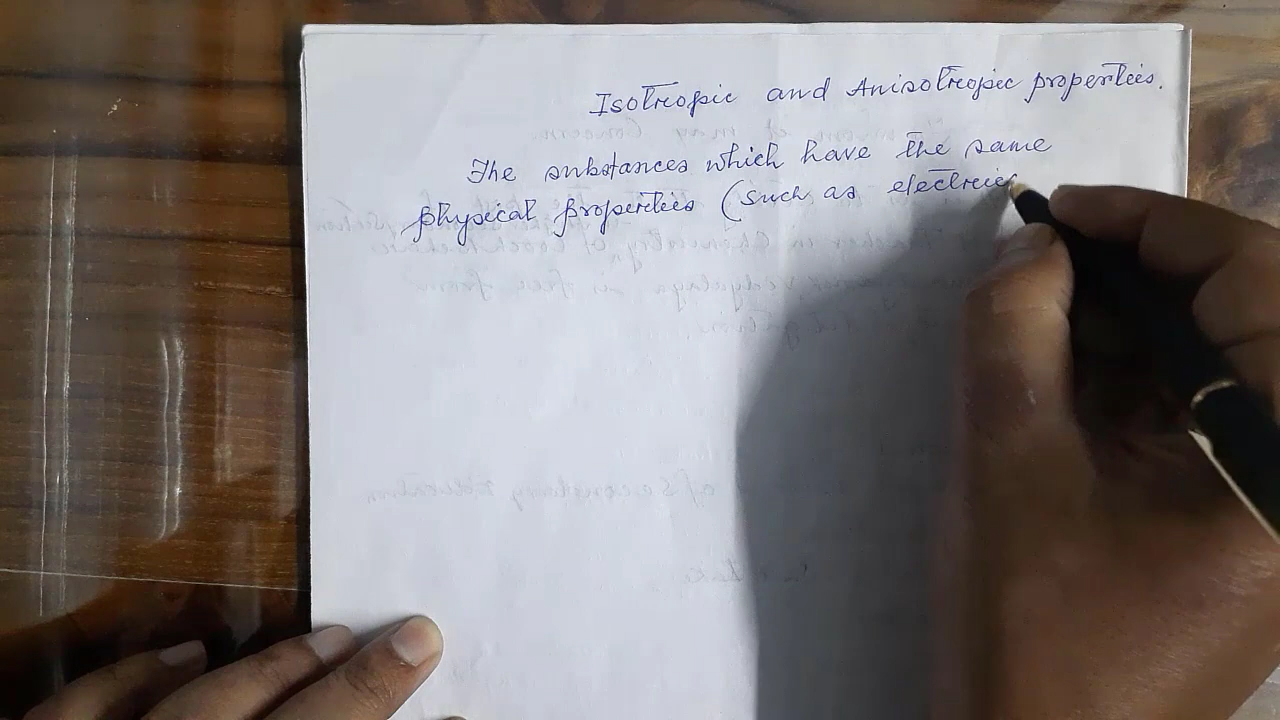 Isotropic and Anisotropic properties.
The substances which have the same
physical properties (such as electric